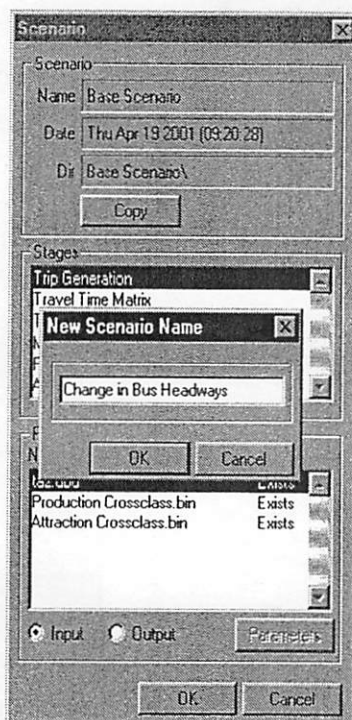 Scenario
Scenario
Name Base Scenario
Date Thu Apr 19 2001 (09:20:28)
Dir Base Scenario\
Copy
Stages
Trip Generation
Travel Time Matrix
New Scenario Name
Change in Bus Headways
OK Cancel
Exists
Production Crossclass.bin Exists
Attraction Crossclass.bin Exists
Input Output Parameters
OK Cancel